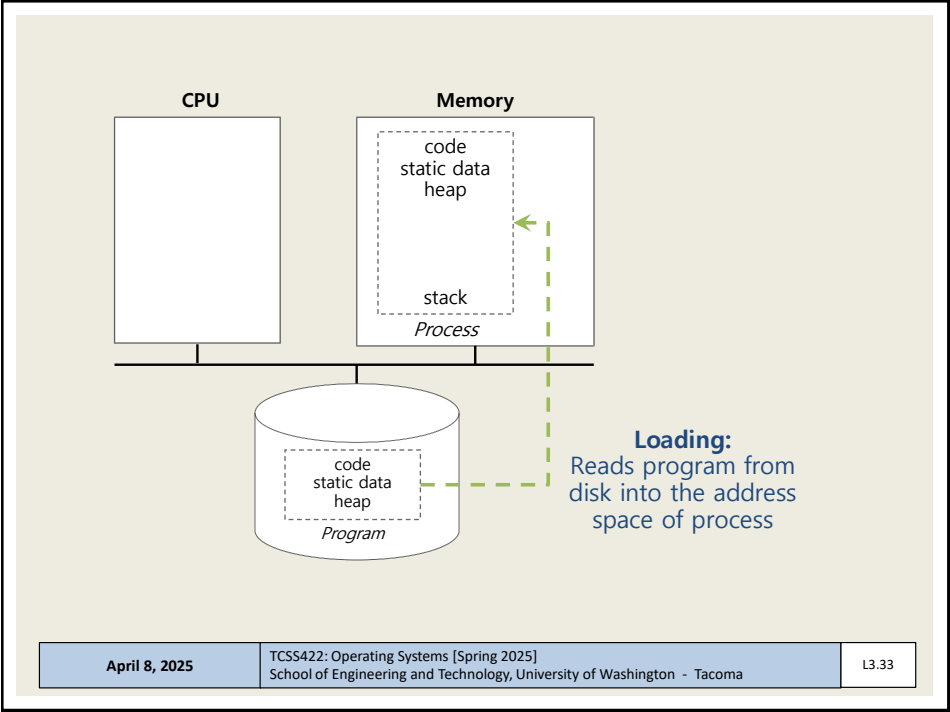 CPU
Memory
code
static data
heap
stack
Process
code
static data
heap
Program
Loading:
Reads program from
disk into the address
space of process
April 8, 2025
TCSS422: Operating Systems [Spring 2025]
School of Engineering and Technology, University of Washington - Tacoma
L3.33